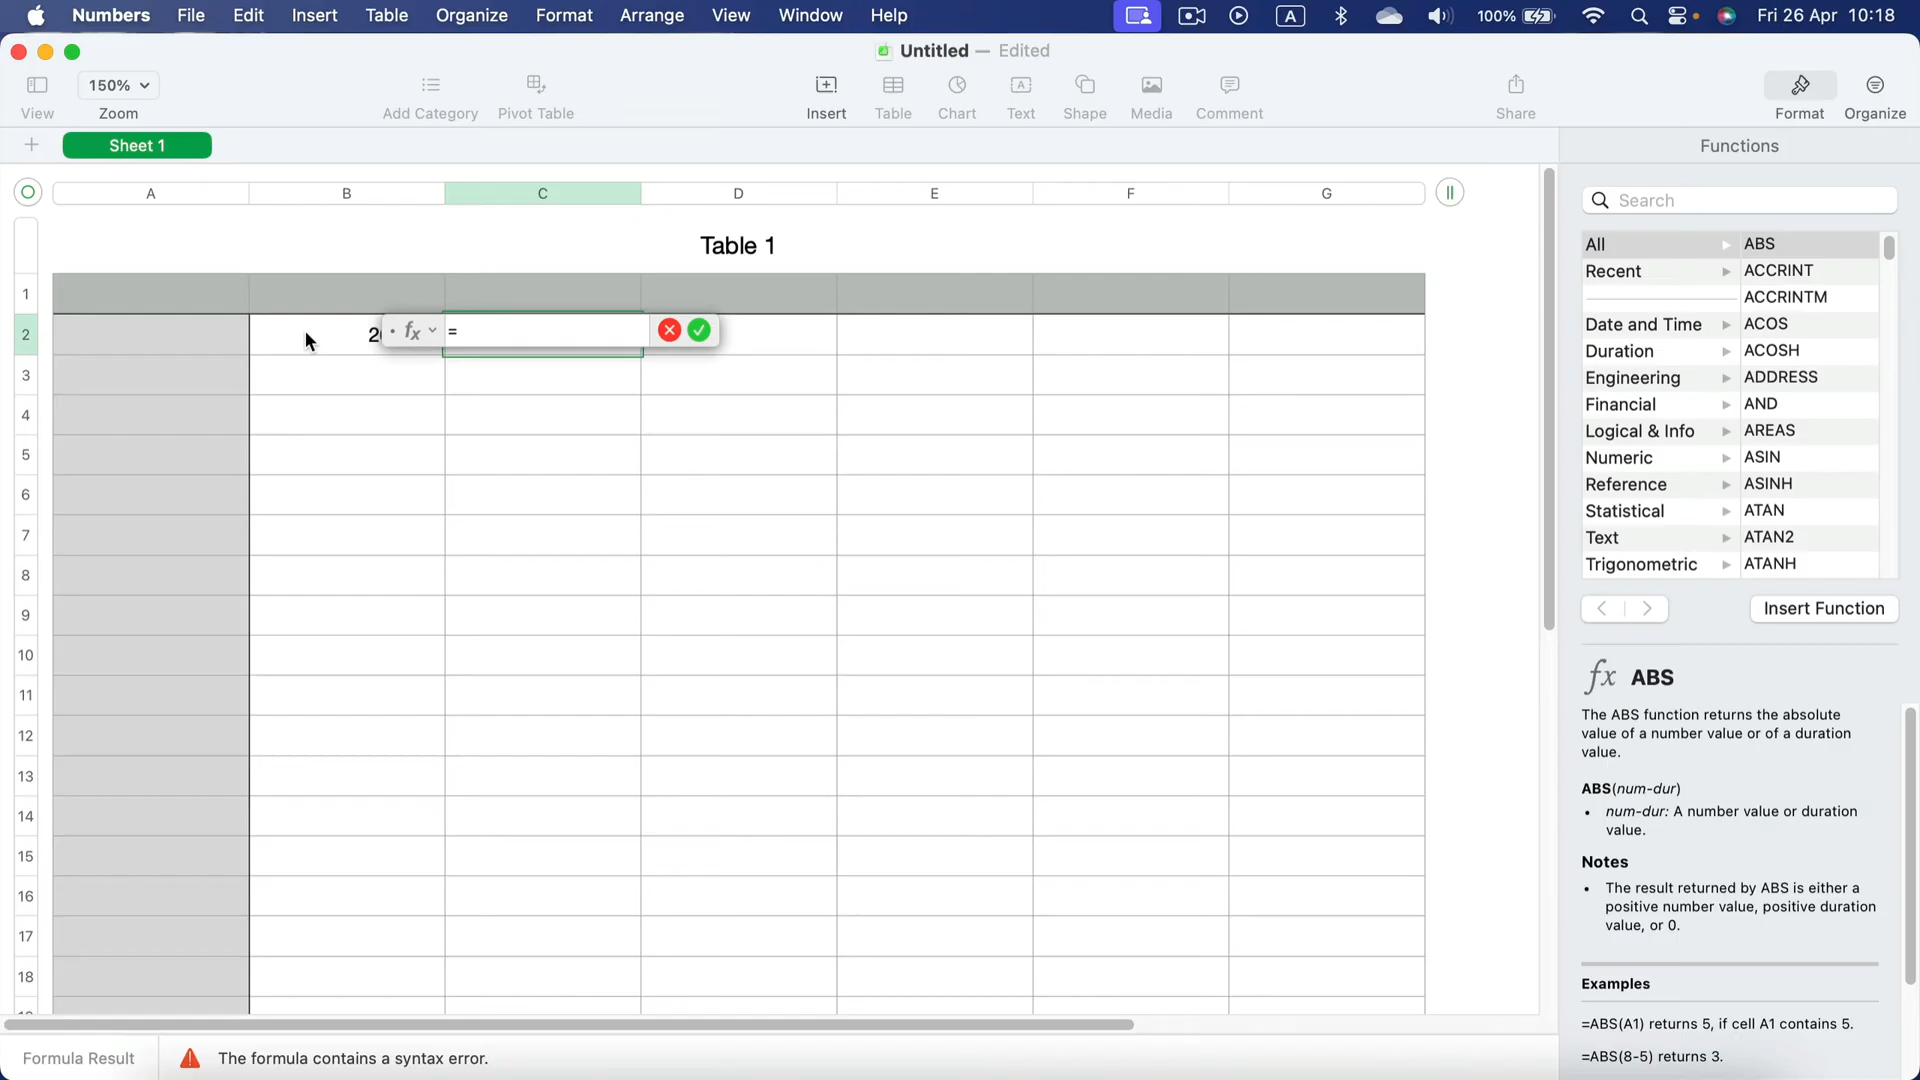 Numbers File Edit Insert Table Organize Format Arrange View Window Help A 100% Fri 26 Apr 10:18
Untitled — Edited
150%
View Zoom Add Category Pivot Table Insert Table Chart Text Shape Media Comment Share Format Organize
+ Sheet 1 Functions
A B C D E F G
Search
Table 1
All
Recent
Date and Time
Duration
Engineering
Financial
Logical & Info
Numeric
Reference
Statistical
Text
Trigonometric
ABS
ACCRINT
ACCRINTM
ACOS
ACOSH
ADDRESS
AND
AREAS
ASIN
ASINH
ATAN
ATAN2
ATANH
1
2 fx =
3
4
5
6
7
8
9
10
11
12
13
14
15
16
17
18
Insert Function
fx ABS
The ABS function returns the absolute
value of a number value or of a duration
value.
ABS(num-dur)
• num-dur: A number value or duration
value.
Notes
• The result returned by ABS is either a
positive number value, positive duration
value, or 0.
Examples
=ABS(A1) returns 5, if cell A1 contains 5.
=ABS(8-5) returns 3.
Formula Result The formula contains a syntax error.